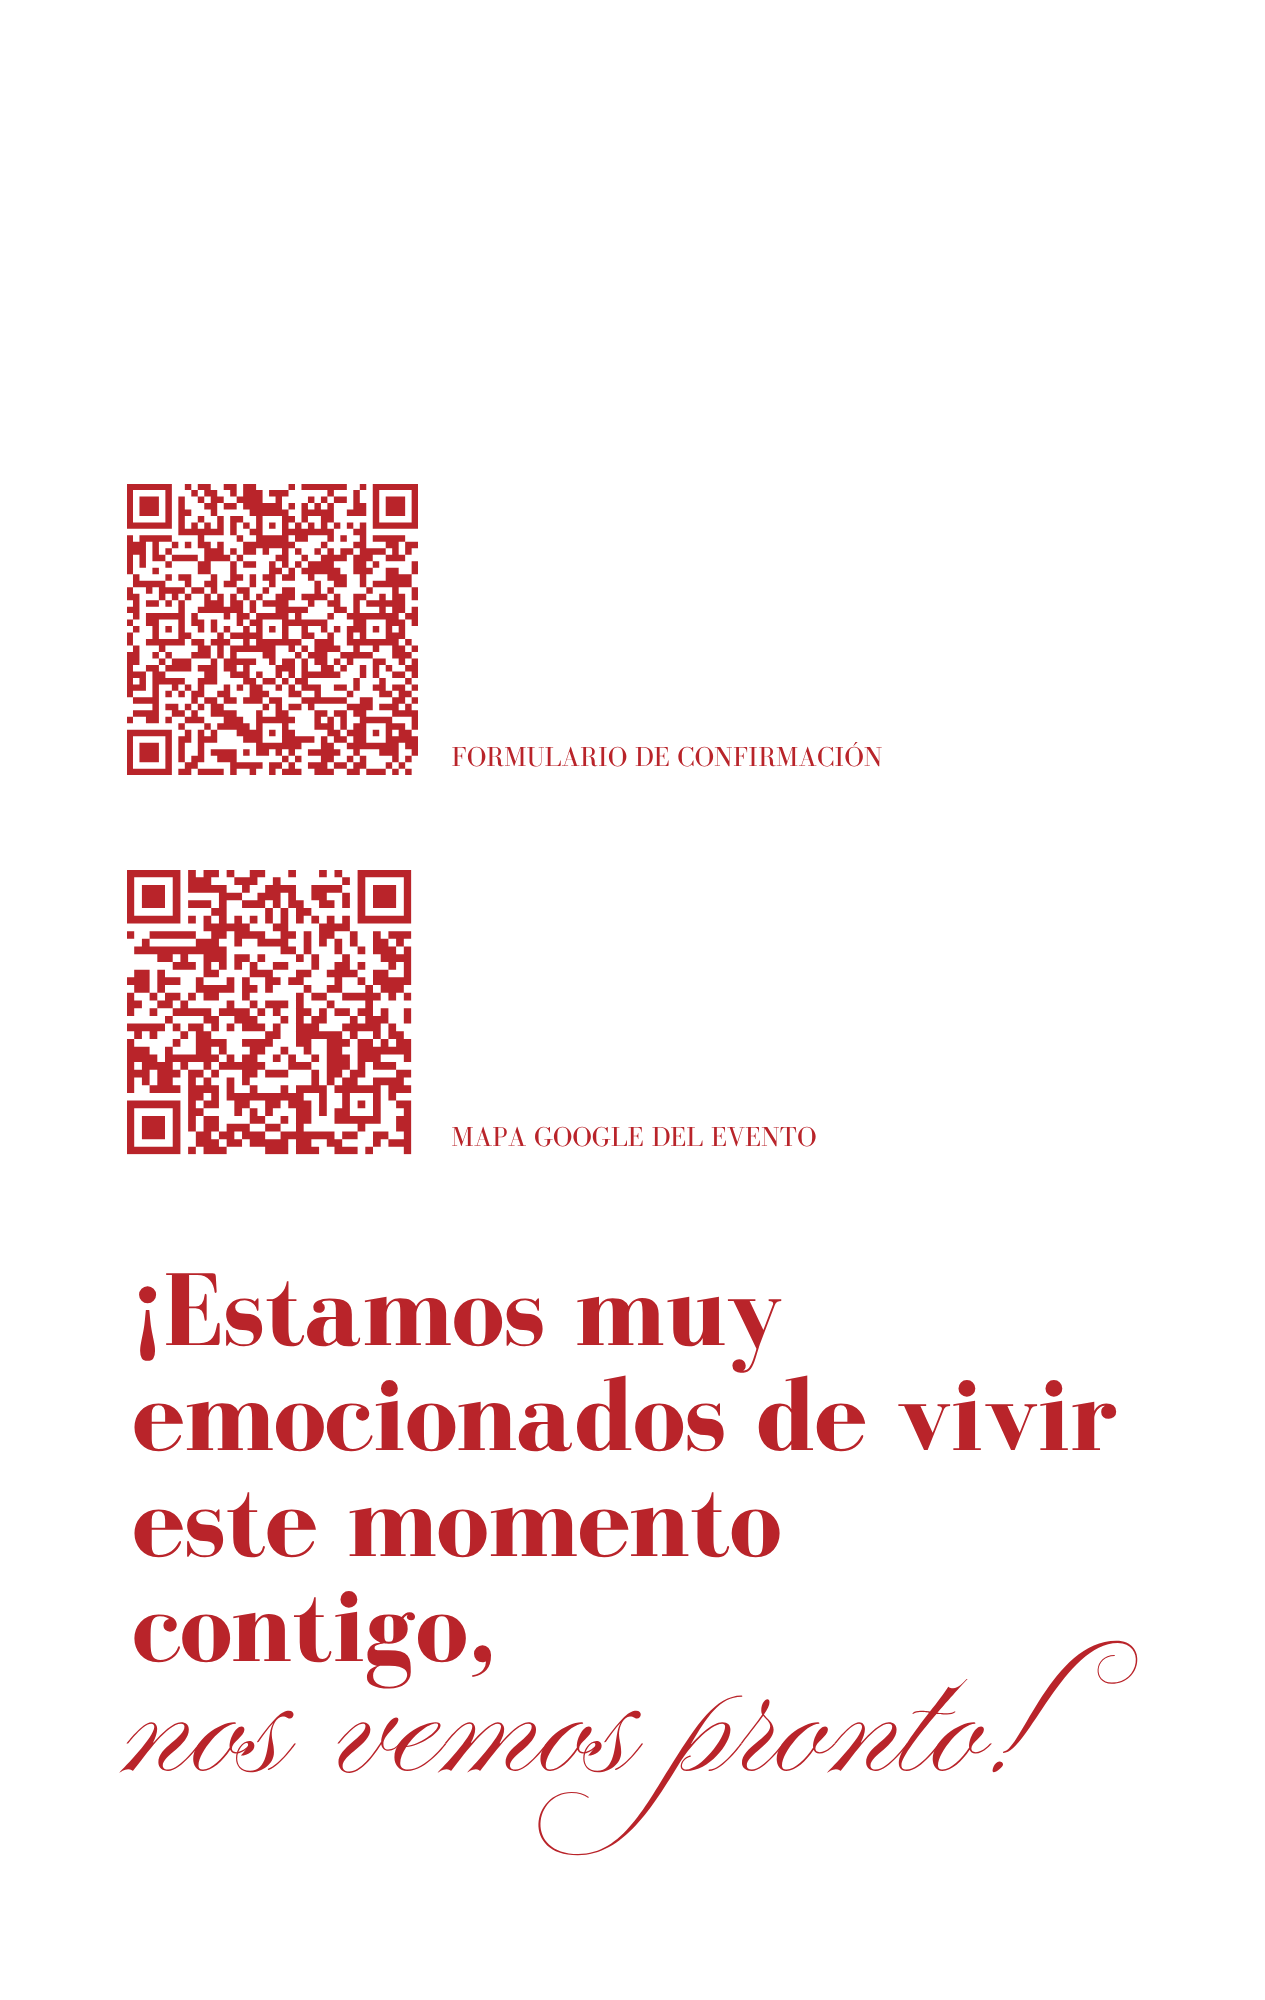 FORMULARIO DE CONFIRMACIÓN
MAPA GOOGLE DEL EVENTO
¡Estamos muy
emocionados de vivir
este momento
contigo,
nos vemos pronto!